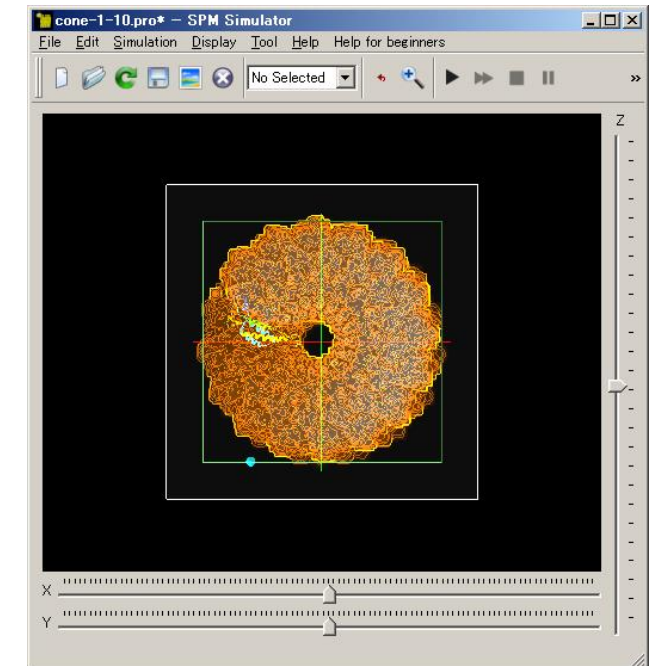 cone-1-10.pro* — SPM Simulator
File Edit Simulation Display Tool Help Help for beginners
No Selected
»
Z
X
Y